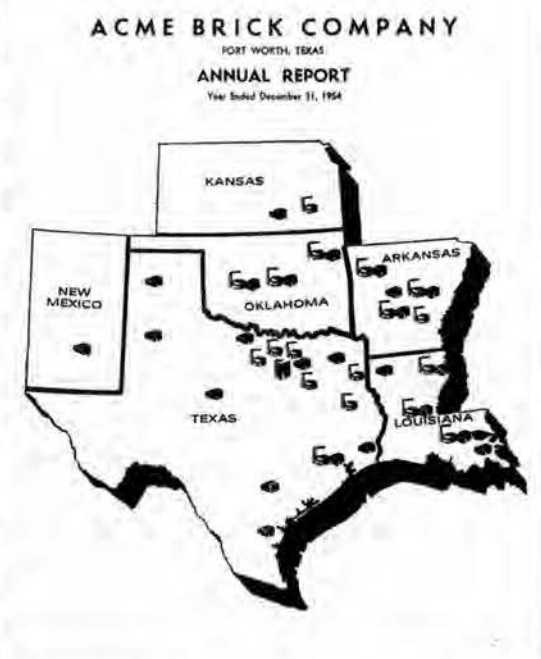 ACME BRICK COMPANY
FORT WORTH, TEXAS
ANNUAL REPORT
Year Ended December 31, 1954
KANSAS
ARKANSAS
NEW
MEXICO
OKLAHOMA
TEXAS
LOUISIANA